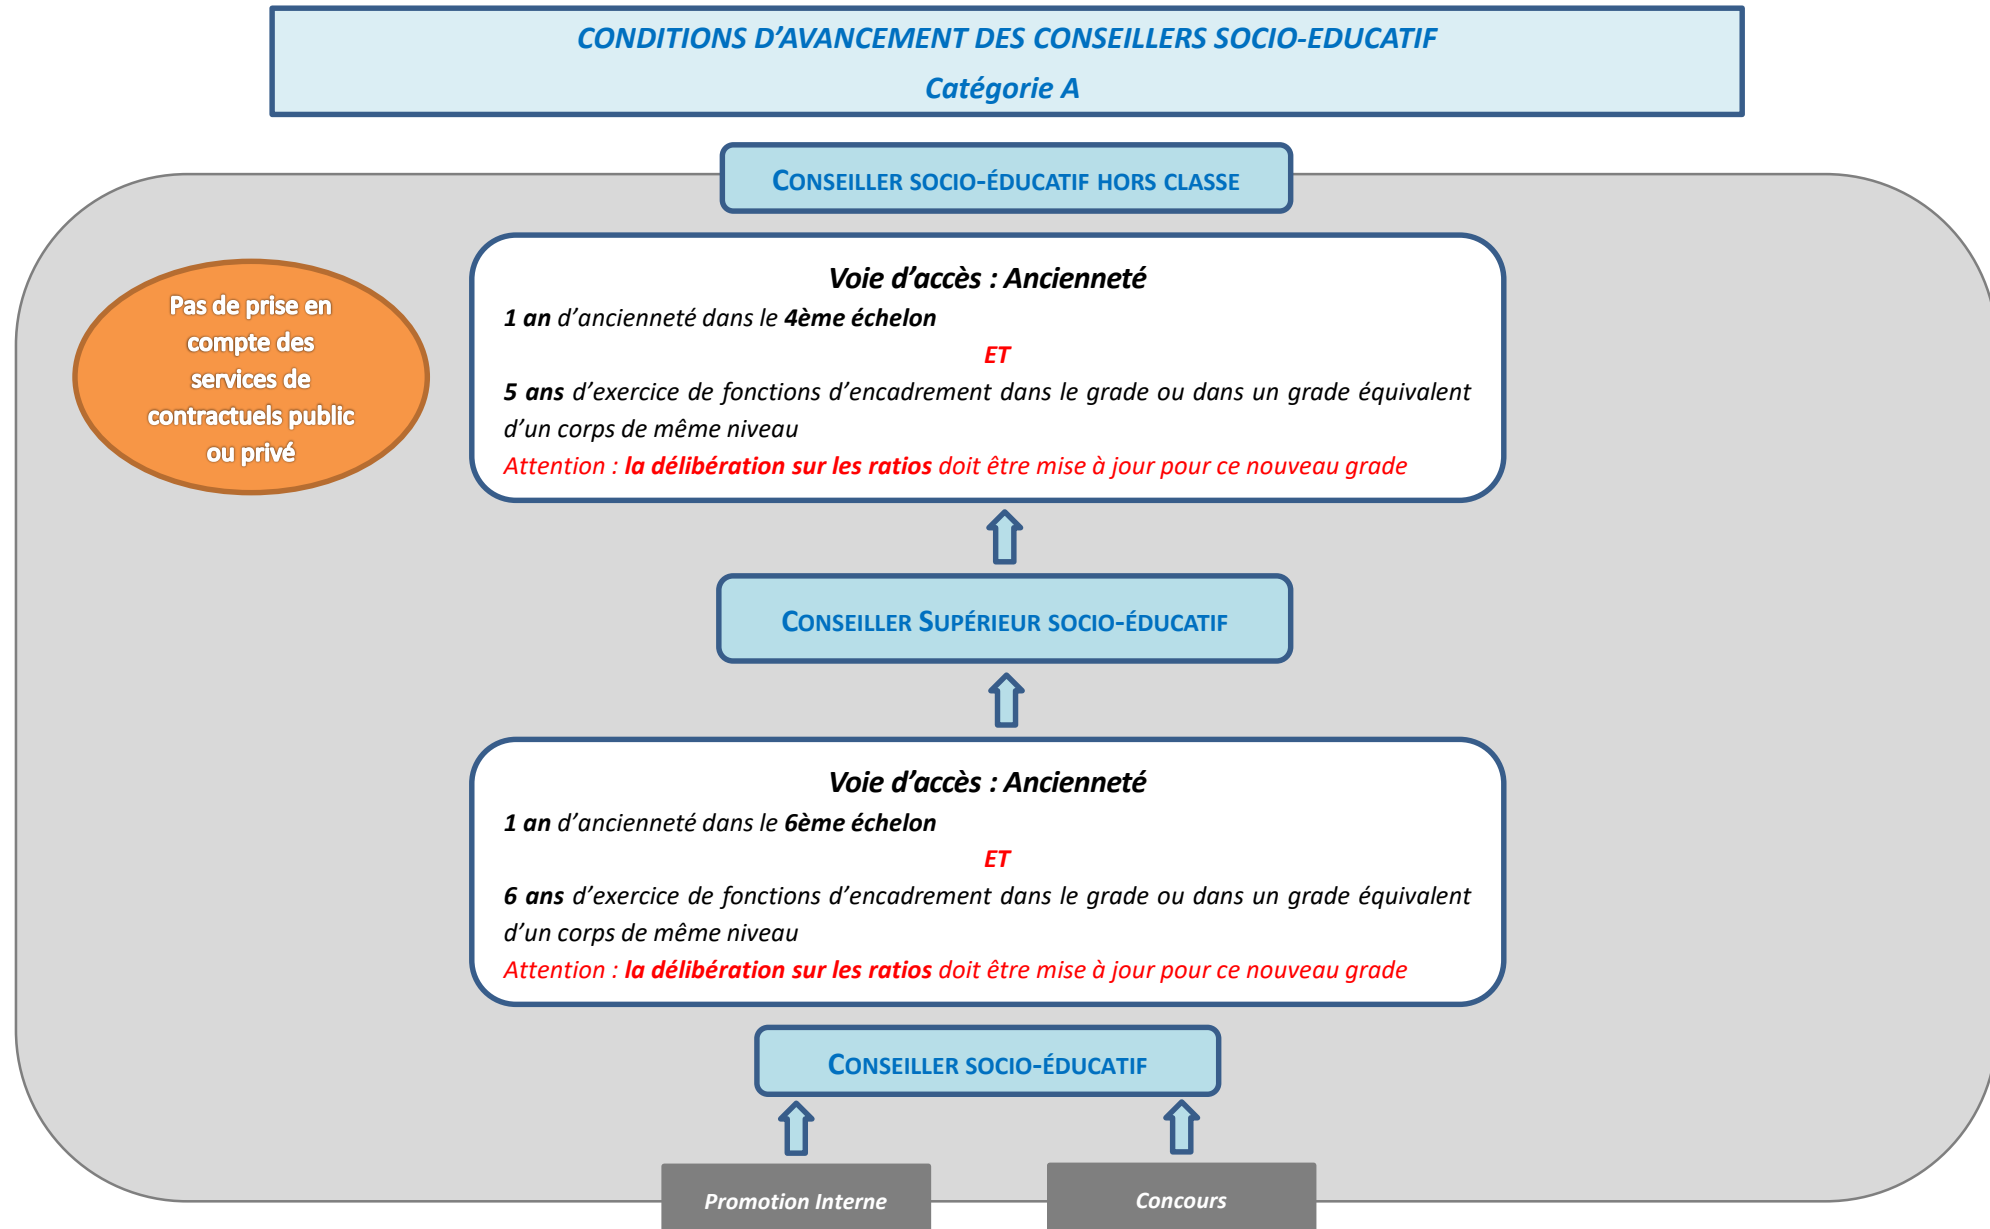 CONDITIONS D'AVANCEMENT DES CONSEILLERS SOCIO-EDUCATIF
Catégorie A
CONSEILLER SOCIO-ÉDUCATIF HORS CLASSE
Pas de prise en
compte des
services de
contractuels public
ou privé
Voie d'accès : Ancienneté
1 an d'ancienneté dans le 4ème échelon
ET
5 ans d'exercice de fonctions d'encadrement dans le grade ou dans un grade équivalent
d'un corps de même niveau
Attention : la délibération sur les ratios doit être mise à jour pour ce nouveau grade
CONSEILLER SUPÉRIEUR SOCIO-ÉDUCATIF
Voie d'accès : Ancienneté
1 an d'ancienneté dans le 6ème échelon
ET
6 ans d'exercice de fonctions d'encadrement dans le grade ou dans un grade équivalent
d'un corps de même niveau
Attention : la délibération sur les ratios doit être mise à jour pour ce nouveau grade
CONSEILLER SOCIO-ÉDUCATIF
Promotion Interne
Concours